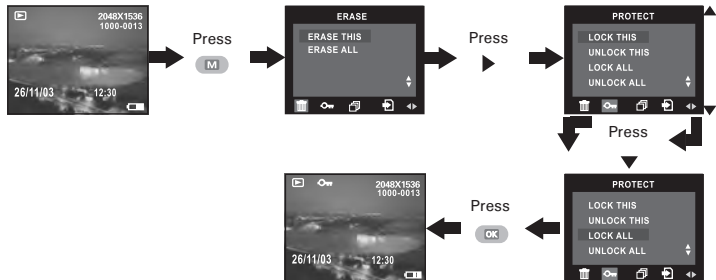 2048X1536
1000-0013
26/11/03 12:30
Press
M
ERASE
ERASE THIS
ERASE ALL
Press
PROTECT
LOCK THIS
UNLOCK THIS
LOCK ALL
UNLOCK ALL
Press
PROTECT
LOCK THIS
UNLOCK THIS
LOCK ALL
UNLOCK ALL
Press
OK
2048X1536
1000-0013
26/11/03 12:30